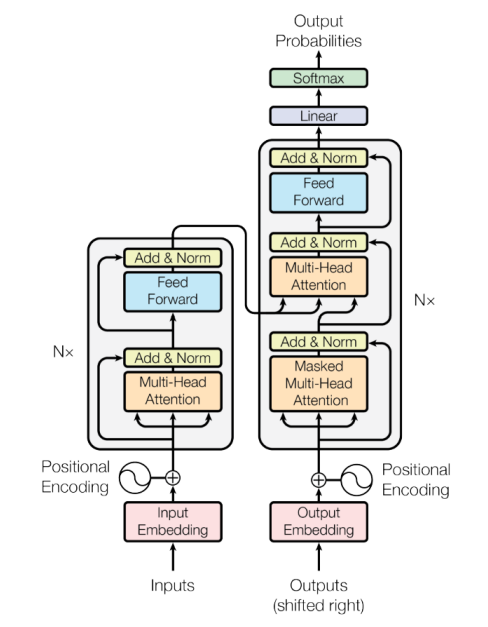 Output
Probabilities
Softmax
Linear
Add & Norm
Feed
Forward
Add & Norm
Multi-Head
Attention
Add & Norm
Masked
Multi-Head
Attention
Nx
Add & Norm
Feed
Forward
Add & Norm
Multi-Head
Attention
N×
Positional
Encoding
Positional
Encoding
Input
Embedding
Output
Embedding
Inputs
Outputs
(shifted right)